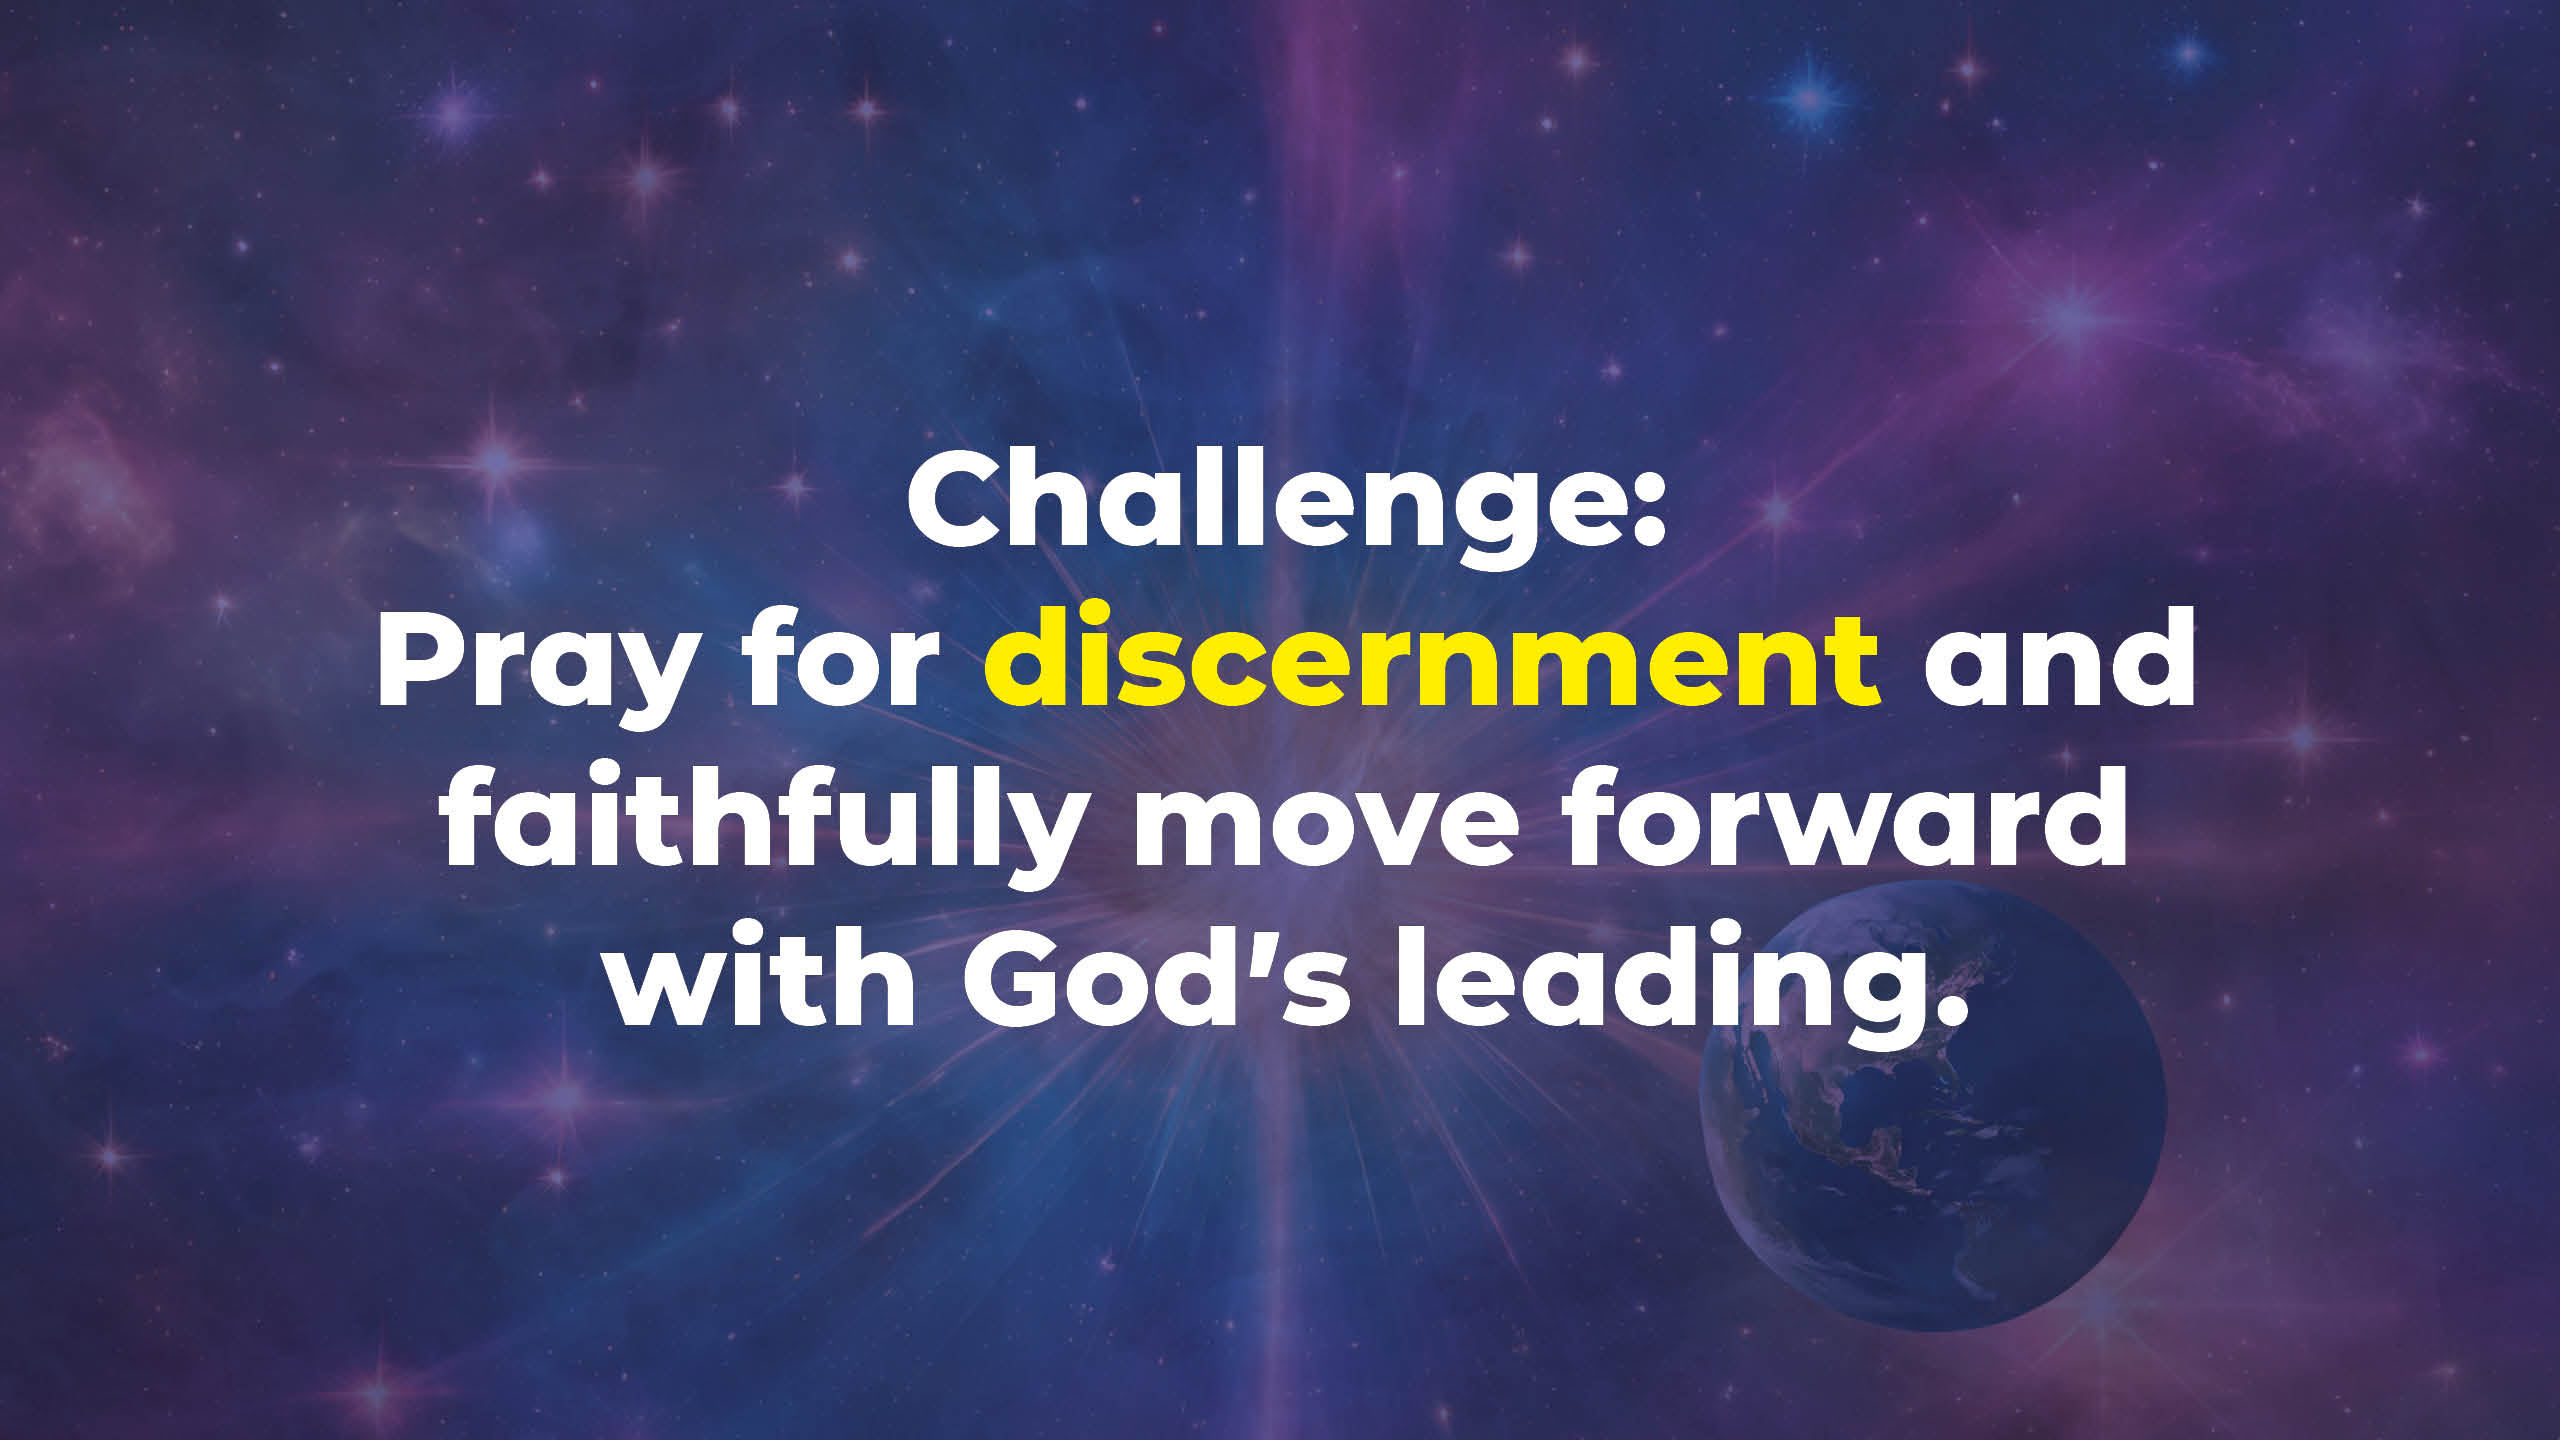 Challenge:
Pray for discernment and
faithfully move forward
with God's leading.